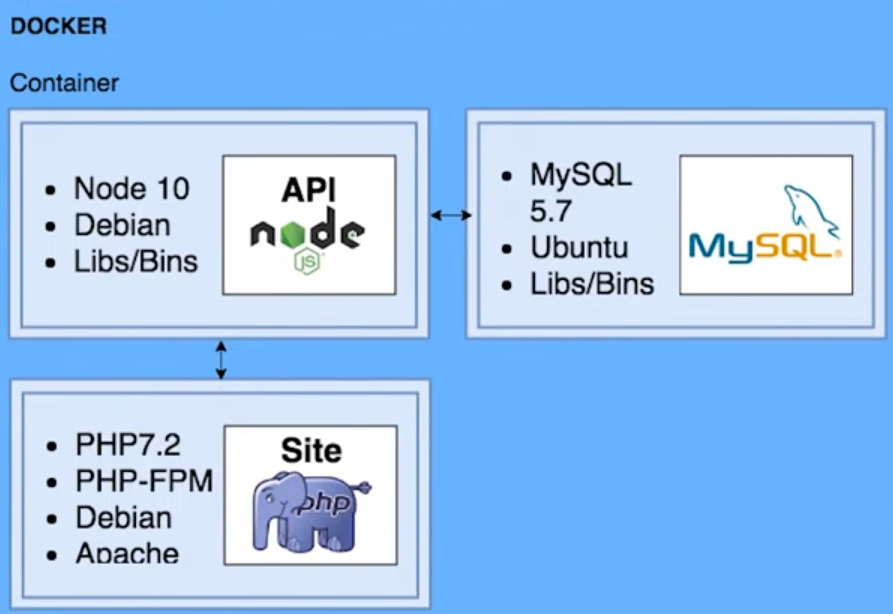 DOCKER
Container
• Node 10
• Debian
• Libs/Bins
API
node
JS
• MySQL
5.7
• Ubuntu
• Libs/Bins
MySQL®
• PHP7.2
• PHP-FPM
• Debian
• Apache
Site
php